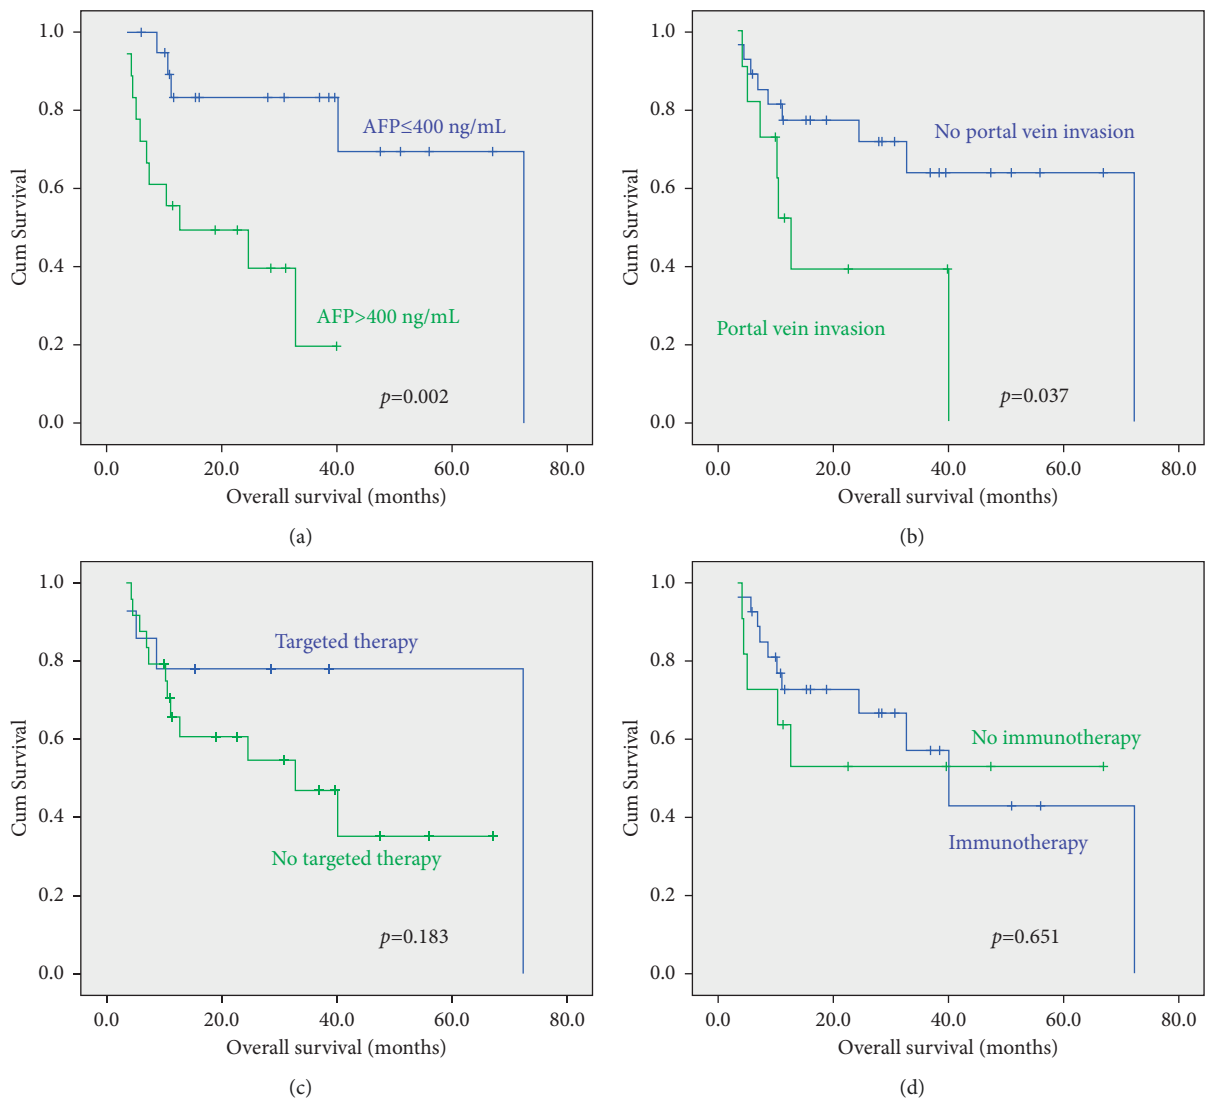 1.0
0.8
0.6
0.4
0.2
0.0
Cum Survival
AFP≤400 ng/mL
AFP>400 ng/mL
p=0.002
0.0 20.0 40.0 60.0 80.0
Overall survival (months)
(a)
1.0
0.8
0.6
0.4
0.2
0.0
Cum Survival
No portal vein invasion
Portal vein invasion
p=0.037
0.0 20.0 40.0 60.0 80.0
Overall survival (months)
(b)
1.0
0.8
0.6
0.4
0.2
0.0
Cum Survival
Targeted therapy
No targeted therapy
p=0.183
0.0 20.0 40.0 60.0 80.0
Overall survival (months)
(c)
1.0
0.8
0.6
0.4
0.2
0.0
Cum Survival
No immunotherapy
Immunotherapy
p=0.651
0.0 20.0 40.0 60.0 80.0
Overall survival (months)
(d)